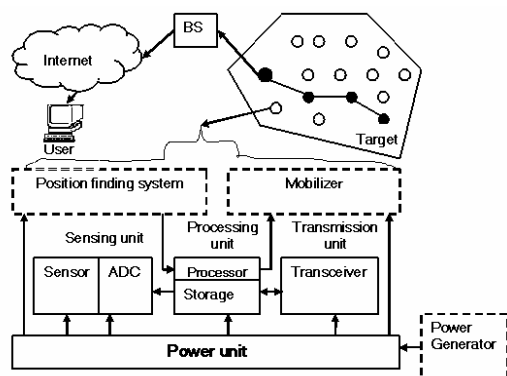 BS
Internet
User
Target
Position finding system
Mobilizer
Sensing unit
Processing
unit
Transmission
unit
Sensor
ADC
Processor
Storage
Transceiver
Power
Generator
Power unit